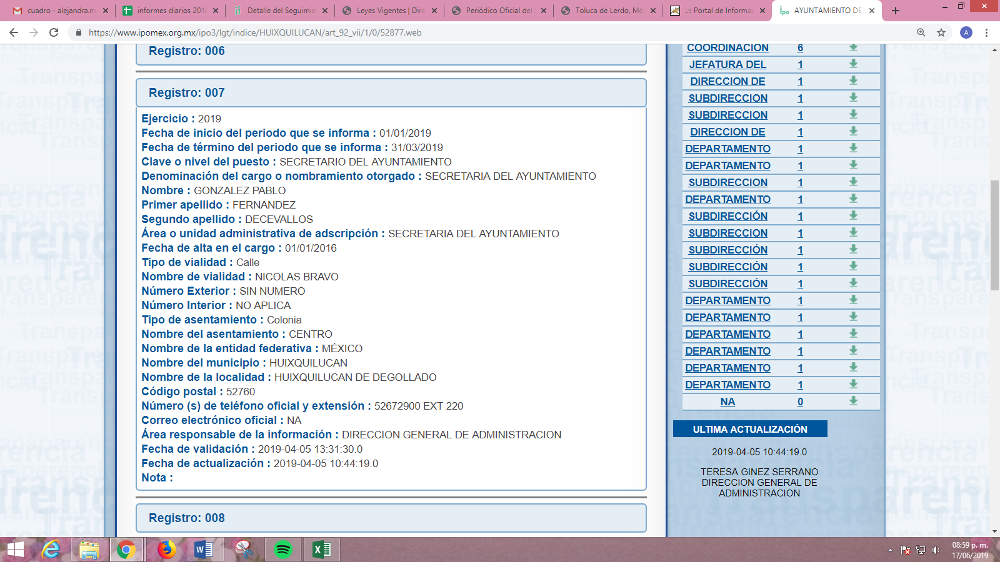 cuadro - alejandra.m
informes diarios 2018
Detalle del Seguimie
Leyes Vigentes | Dire
Periódico Oficial del
Toluca de Lerdo, Mé
..:: Portal de Informac
AYUNTAMIENTO DE
https://www.ipomex.org.mx/ipo3/lgt/indice/HUIXQUILUCAN/art_92_vii/1/0/52877.web
Registro: 006
Registro: 007
Ejercicio : 2019
Fecha de inicio del periodo que se informa : 01/01/2019
Fecha de término del periodo que se informa : 31/03/2019
Clave o nivel del puesto : SECRETARIO DEL AYUNTAMIENTO
Denominación del cargo o nombramiento otorgado : SECRETARIA DEL AYUNTAMIENTO
Nombre : GONZALEZ PABLO
Primer apellido : FERNANDEZ
Segundo apellido : DECEVALLOS
Área o unidad administrativa de adscripción : SECRETARIA DEL AYUNTAMIENTO
Fecha de alta en el cargo : 01/01/2016
Tipo de vialidad : Calle
Nombre de vialidad : NICOLAS BRAVO
Número Exterior : SIN NUMERO
Número Interior : NO APLICA
Tipo de asentamiento : Colonia
Nombre del asentamiento : CENTRO
Nombre de la entidad federativa : MÉXICO
Nombre del municipio : HUIXQUILUCAN
Nombre de la localidad : HUIXQUILUCAN DE DEGOLLADO
Código postal : 52760
Número (s) de teléfono oficial y extensión : 52672900 EXT 220
Correo electrónico oficial : NA
Área responsable de la información : DIRECCION GENERAL DE ADMINISTRACION
Fecha de validación : 2019-04-05 13:31:30.0
Fecha de actualización : 2019-04-05 10:44:19.0
Nota :
Registro: 008
COORDINACION 6
JEFATURA DEL 1
DIRECCION DE 1
SUBDIRECCION 1
SUBDIRECCION 1
DIRECCION DE 1
DEPARTAMENTO 1
DEPARTAMENTO 1
SUBDIRECCION 1
DEPARTAMENTO 1
SUBDIRECCIÓN 1
SUBDIRECCION 1
SUBDIRECCIÓN 1
SUBDIRECCIÓN 1
SUBDIRECCIÓN 1
DEPARTAMENTO 1
DEPARTAMENTO 1
DEPARTAMENTO 1
DEPARTAMENTO 1
DEPARTAMENTO 1
DEPARTAMENTO 1
NA 0
ULTIMA ACTUALIZACIÓN
2019-04-05 10:44:19.0
TERESA GINEZ SERRANO
DIRECCION GENERAL DE
ADMINISTRACION
08:59 p. m.
17/06/2019